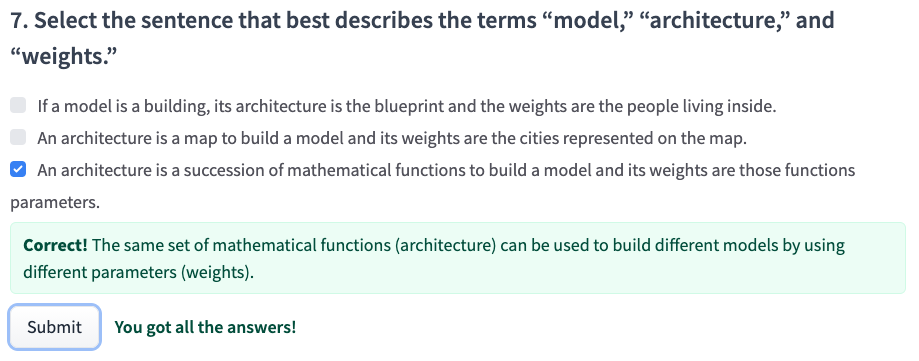 7. Select the sentence that best describes the terms “model,” “architecture,” and
“weights.”
If a model is a building, its architecture is the blueprint and the weights are the people living inside.
An architecture is a map to build a model and its weights are the cities represented on the map.
An architecture is a succession of mathematical functions to build a model and its weights are those functions
parameters.
Correct! The same set of mathematical functions (architecture) can be used to build different models by using
different parameters (weights).
Submit You got all the answers!